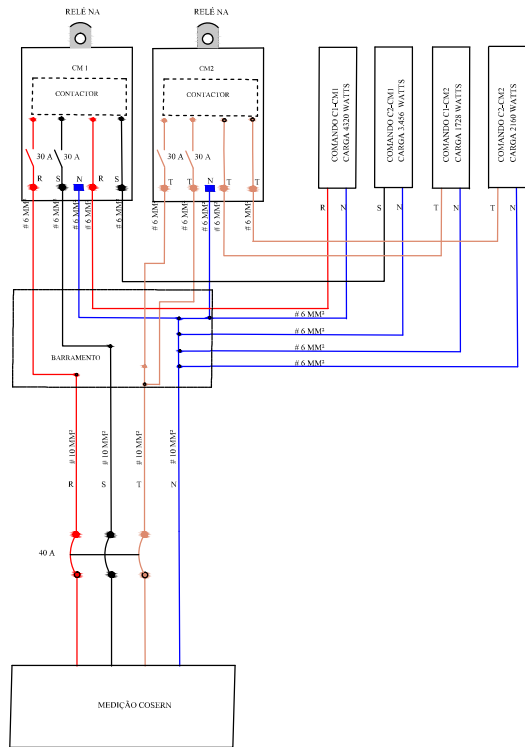 RELÉ NA
RELÉ NA
CM 1
CM2
CONTACTOR
CONTACTOR
30 A
30 A
30 A
30 A
R
S
N
R
S
T
T
N
T
T
# 6 MM²
# 6 MM²
# 6 MM²
# 6 MM²
# 6 MM²
# 6 MM²
# 6 MM²
# 6 MM²
# 6 MM²
# 6 MM²
COMANDO C1-CM1
CARGA 4320 WATTS
COMANDO C2-CM1
CARGA 3.456 WATTS
COMANDO C1-CM2
CARGA 1728 WATTS
COMANDO C2-CM2
CARGA 2160 WATTS
R
N
S
N
T
N
T
N
# 6 MM²
# 6 MM²
# 6 MM²
# 6 MM²
BARRAMENTO
# 10 MM²
# 10 MM²
# 10 MM²
# 10 MM²
R
S
T
N
40 A
MEDIÇÃO COSERN